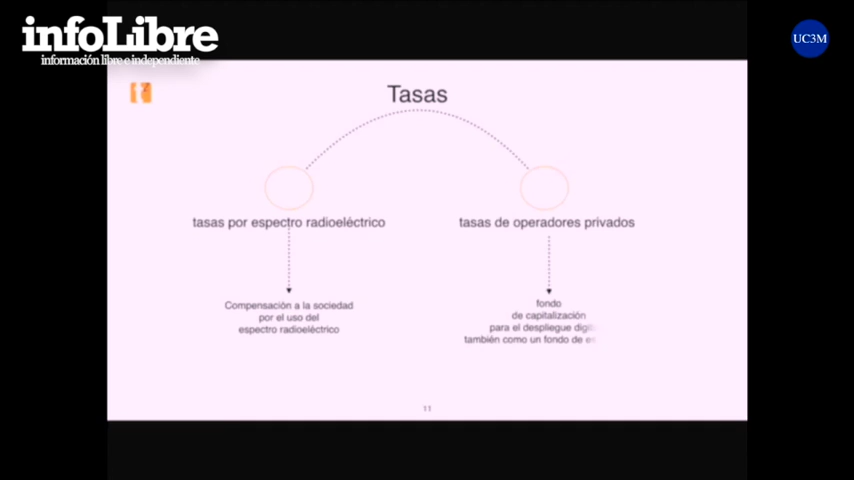 infoLibre
información libre e independiente
UC3M
Tasas
tasas por espectro radioeléctrico
tasas de operadores privados
Compensación a la sociedad
por el uso del
espectro radioeléctrico
fondo
de capitalización
para el despliegue
también como un fondo de
11